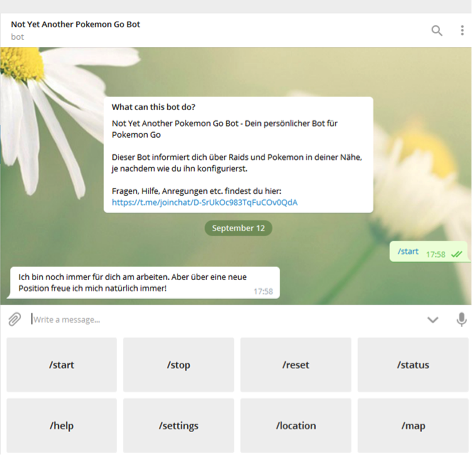 Not Yet Another Pokemon Go Bot
bot
What can this bot do?
Not Yet Another Pokemon Go Bot - Dein persönlicher Bot für
Pokemon Go
Dieser Bot informiert dich über Raids und Pokemon in deiner Nähe,
je nachdem wie du ihn konfigurierst.
Fragen, Hilfe, Anregungen etc. findest du hier:
https://t.me/joinchat/D-SrUkOc983TqFuCOv0QdA
September 12
/start 17:58
Ich bin noch immer für dich am arbeiten. Aber über eine neue
Position freue ich mich natürlich immer!
17:58
Write a message...
/start /stop /reset /status
/help /settings /location /map